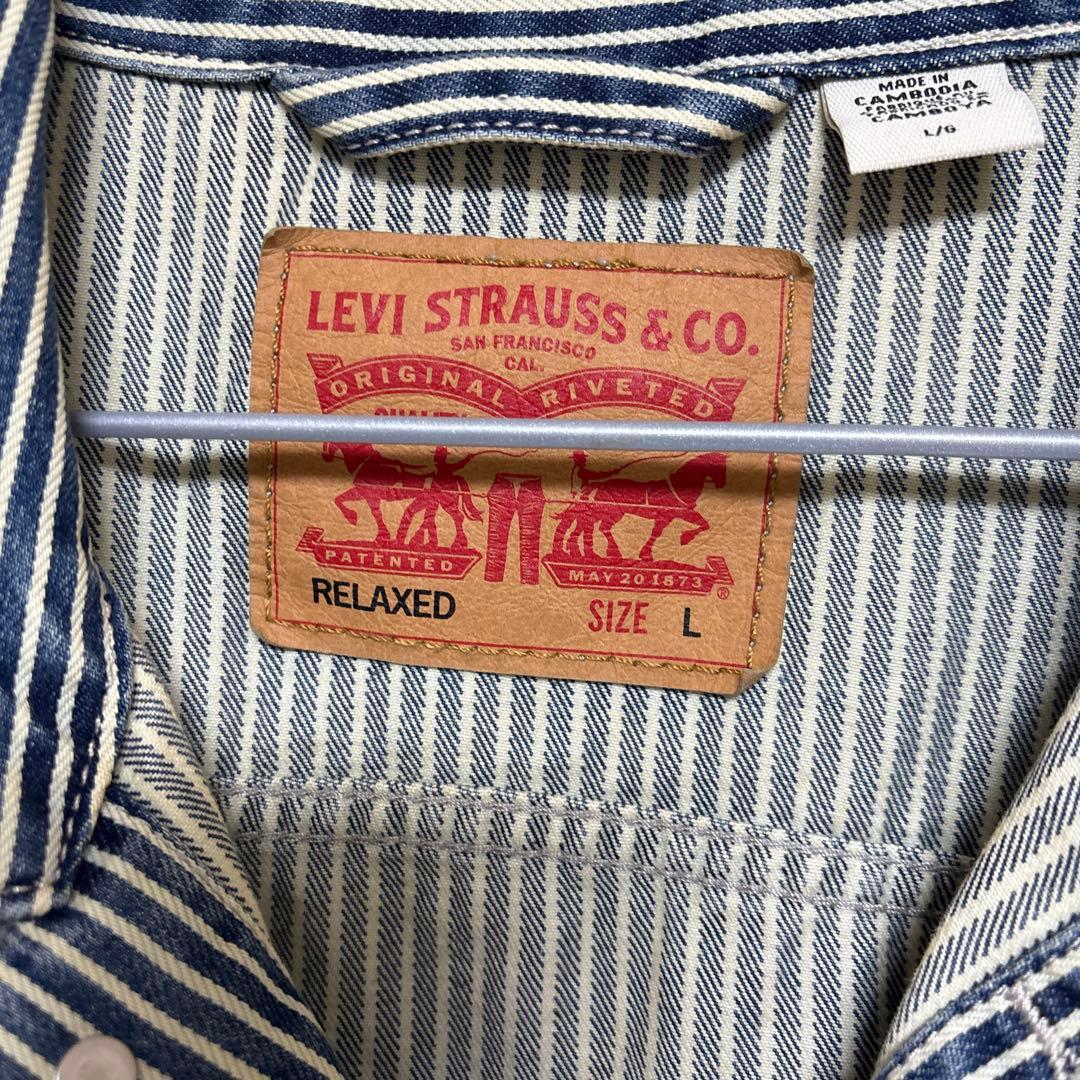 MADE IN
CAMBODIA
L/G
LEVI STRAUSS & CO.
SAN FRANCISCO
CAL.
ORIGINAL RIVETED
PATENTED
MAY 20 1873
®
RELAXED
SIZE L